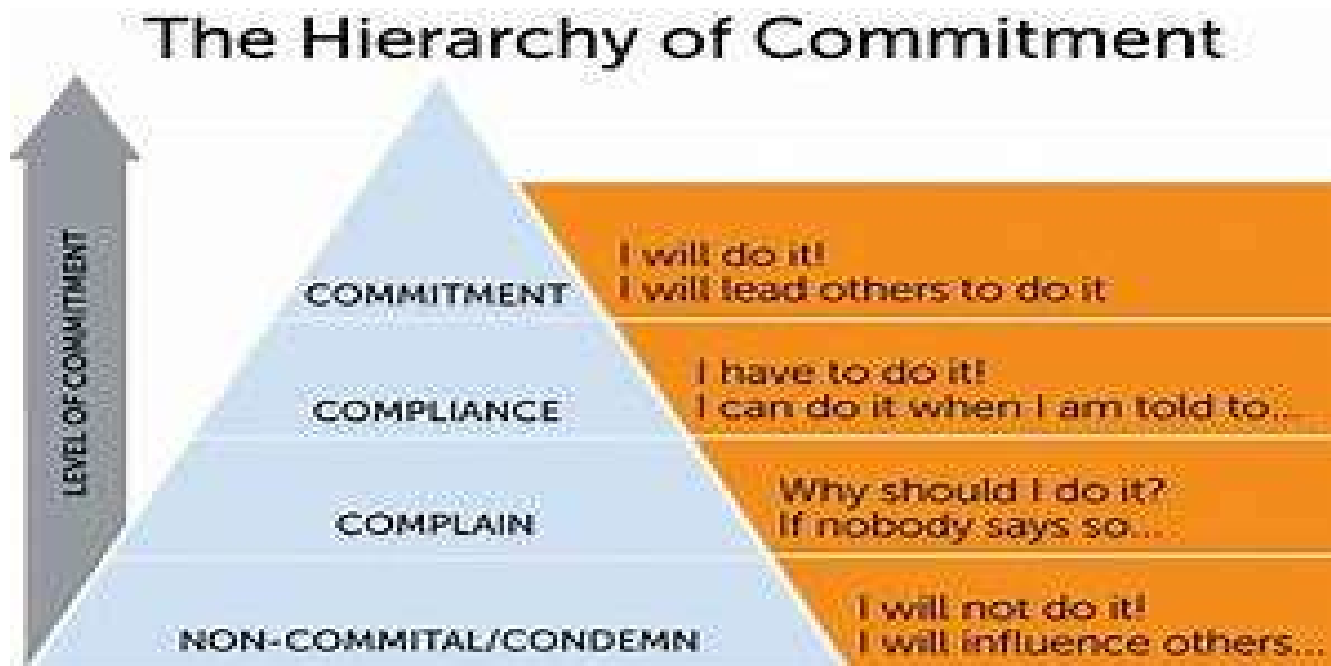 The Hierarchy of Commitment
LEVEL OF COMMITMENT
COMMITMENT
I will do it!
I will lead others to do it
COMPLIANCE
I have to do it!
I can do it when I am told to...
COMPLAIN
Why should I do it?
If nobody says so...
NON-COMMITAL/CONDEMN
I will not do it!
I will influence others...